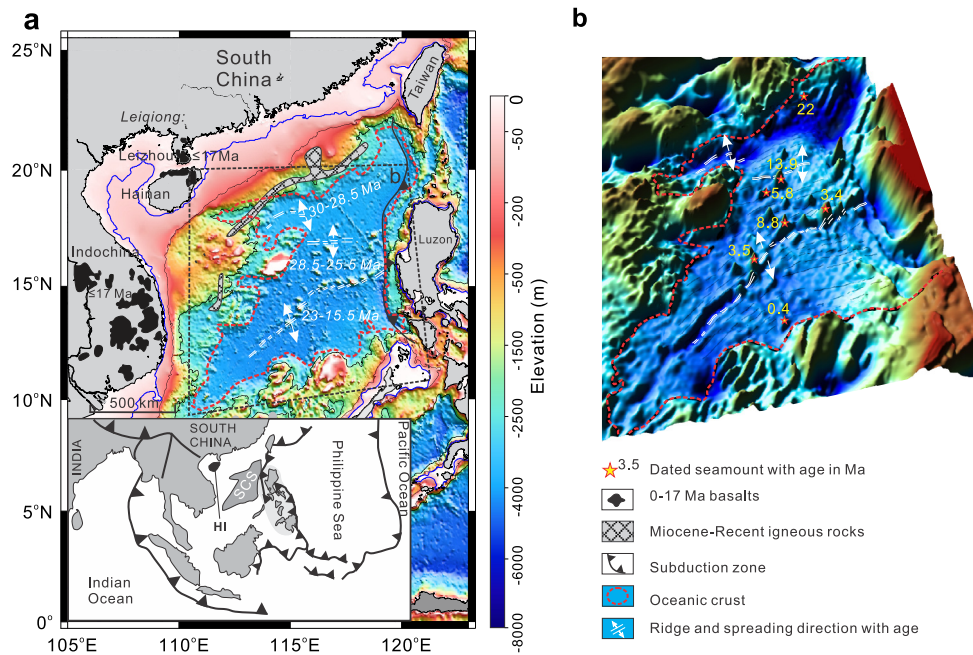 a
25°N
20°N
15°N
10°N
5°N
0°
105°E
110°E
115°E
120°E
South
China
Taiwan
Leiqiong:
Leizhou
≤17Ma
Hainan
Indochina
≤17 Ma
Luzon
b
30-28.5 Ma
28.5-25.5 Ma
23-15.5 Ma
500 km
INDIA
SOUTH
CHINA
SCS
HI
Philippine Sea
Pacific Ocean
Indian
Ocean
0
-50
-200
-5000
-1500
-2500
-4000
-6000
-8000
Elevation (m)
b
22
13.9
5.8
3.4
8.8
3.5
0.4
3.5 Dated seamount with age in Ma
0-17 Ma basalts
Miocene-Recent igneous rocks
Subduction zone
Oceanic crust
Ridge and spreading direction with age